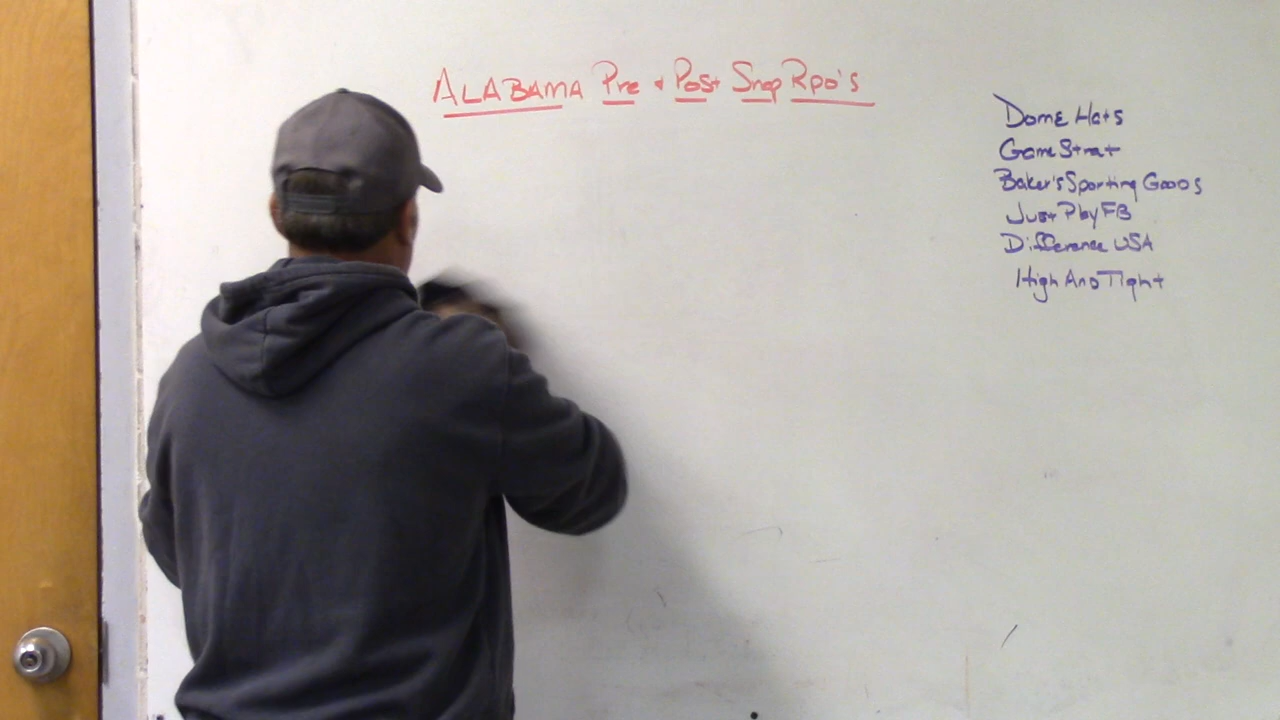 ALABAMA Pre + Post Snap Rpo's
Dome Hats
Game Strat
Baker's Sporting Goods
Just Play FB
Difference USA
High And Tight